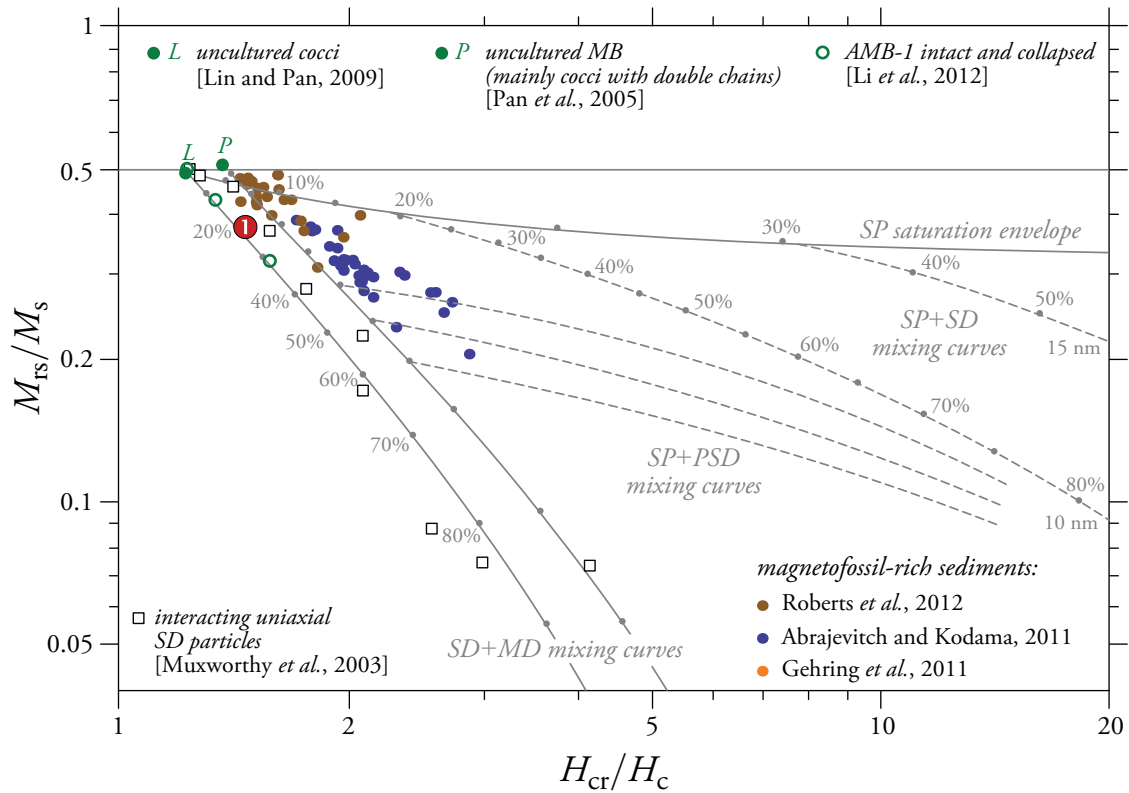 1
L uncultured cocci
[Lin and Pan, 2009]
P uncultured MB
(mainly cocci with double chains)
[Pan et al., 2005]
AMB-1 intact and collapsed
[Li et al., 2012]
L
P
0.5
10%
20%
30%
SP saturation envelope
20%
1
30%
40%
40%
40%
50%
50%
50%
SP+SD
mixing curves
15 nm
0.2
60%
60%
70%
70%
SP+PSD
mixing curves
80%
10 nm
0.1
80%
Mrs/Ms
magnetofossil-rich sediments:
Roberts et al., 2012
Abrajevitch and Kodama, 2011
Gehring et al., 2011
interacting uniaxial
SD particles
[Muxworthy et al., 2003]
0.05
SD+MD mixing curves
1
2
5
10
20
Hcr/Hc